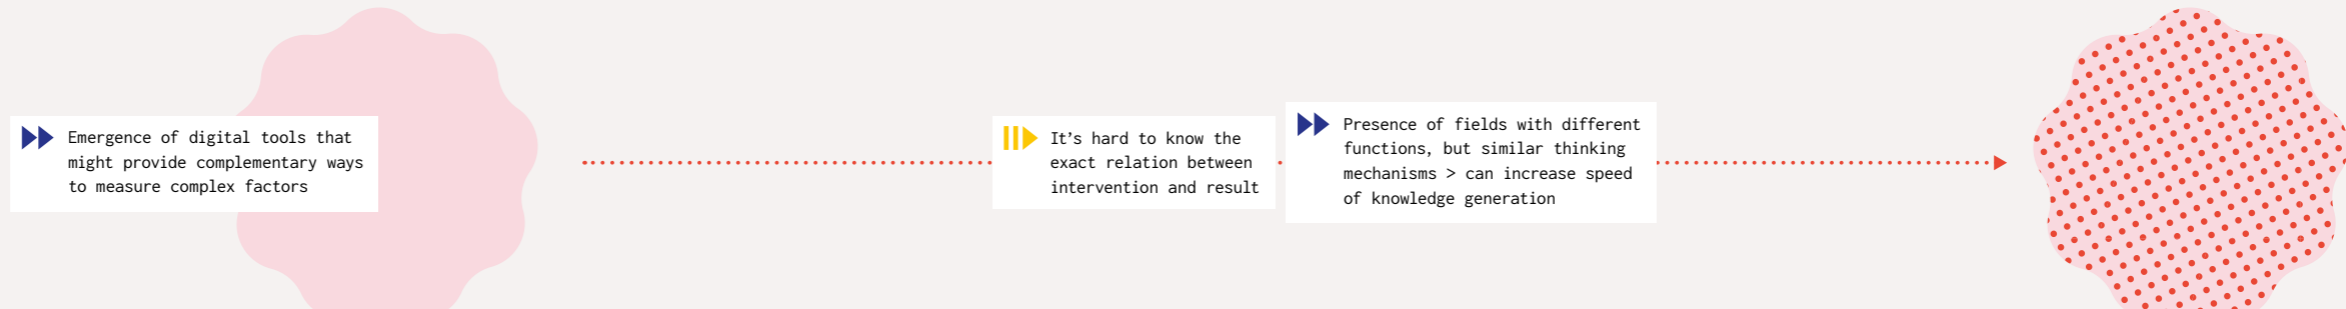 Emergence of digital tools that
might provide complementary ways
to measure complex factors
It’s hard to know the
exact relation between
intervention and result
Presence of fields with different
functions, but similar thinking
mechanisms > can increase speed
of knowledge generation